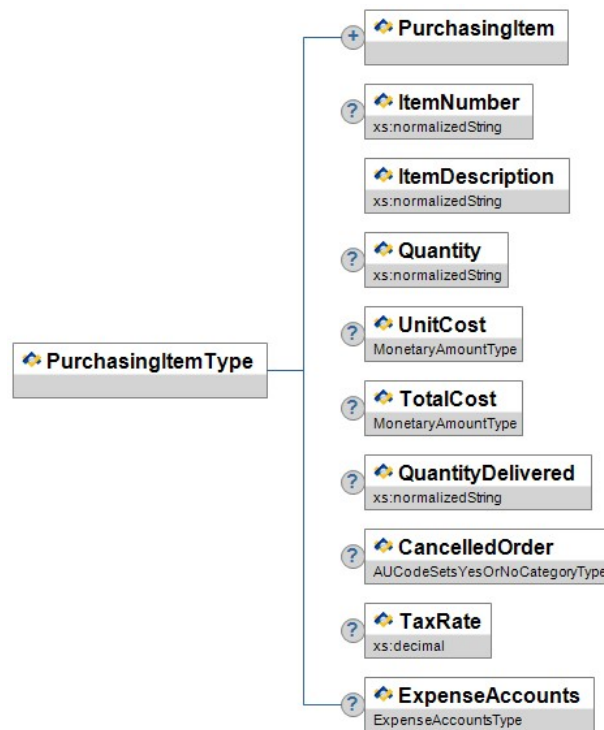 + PurchasingItem
? ItemNumber
xs:normalizedString
ItemDescription
xs:normalizedString
? Quantity
xs:normalizedString
? UnitCost
MonetaryAmountType
PurchasingItemType
? TotalCost
MonetaryAmountType
? QuantityDelivered
xs:normalizedString
? CancelledOrder
AUCodeSetsYesOrNoCategoryType
? TaxRate
xs:decimal
? ExpenseAccounts
ExpenseAccountsType